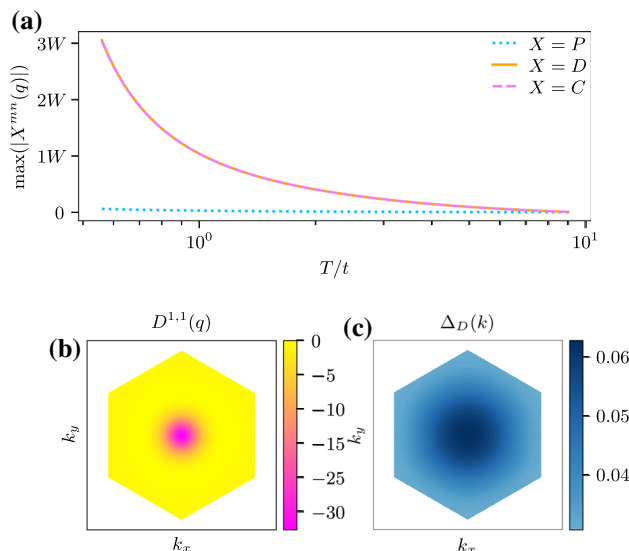 (a)
max(|X^{mn}(q)|)
3W
2W
1W
0
X = P
X = D
X = C
10^0
10^1
T/t
(b)
D^{1,1}(q)
k_y
k_x
0
−5
−10
−15
−20
−25
−30
(c)
Δ_D(k)
k_y
k_x
0.06
0.05
0.04